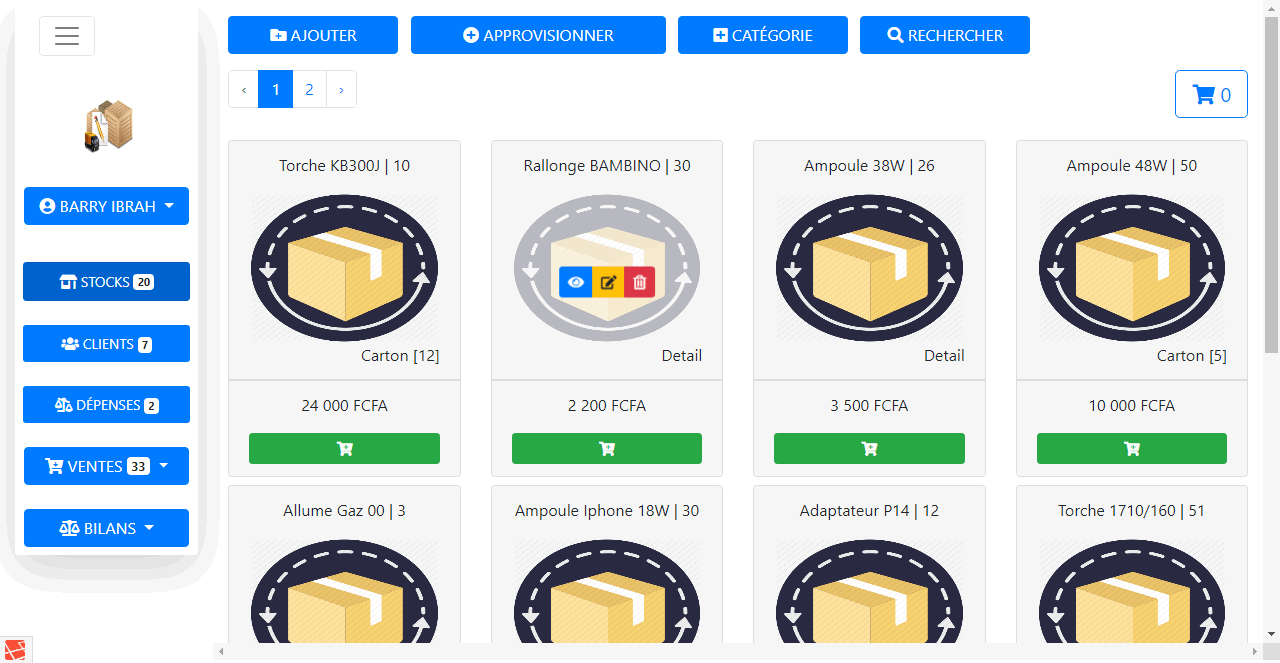 AJOUTER
APPROVISIONNER
CATÉGORIE
RECHERCHER
‹ 1 2 ›
0
BARRY IBRAH
STOCKS 20
CLIENTS 7
DÉPENSES 2
VENTES 33
BILANS
Torche KB300J | 10
Carton [12]
24 000 FCFA
Rallonge BAMBINO | 30
Detail
2 200 FCFA
Ampoule 38W | 26
Detail
3 500 FCFA
Ampoule 48W | 50
Carton [5]
10 000 FCFA
Allume Gaz 00 | 3
Ampoule Iphone 18W | 30
Adaptateur P14 | 12
Torche 1710/160 | 51